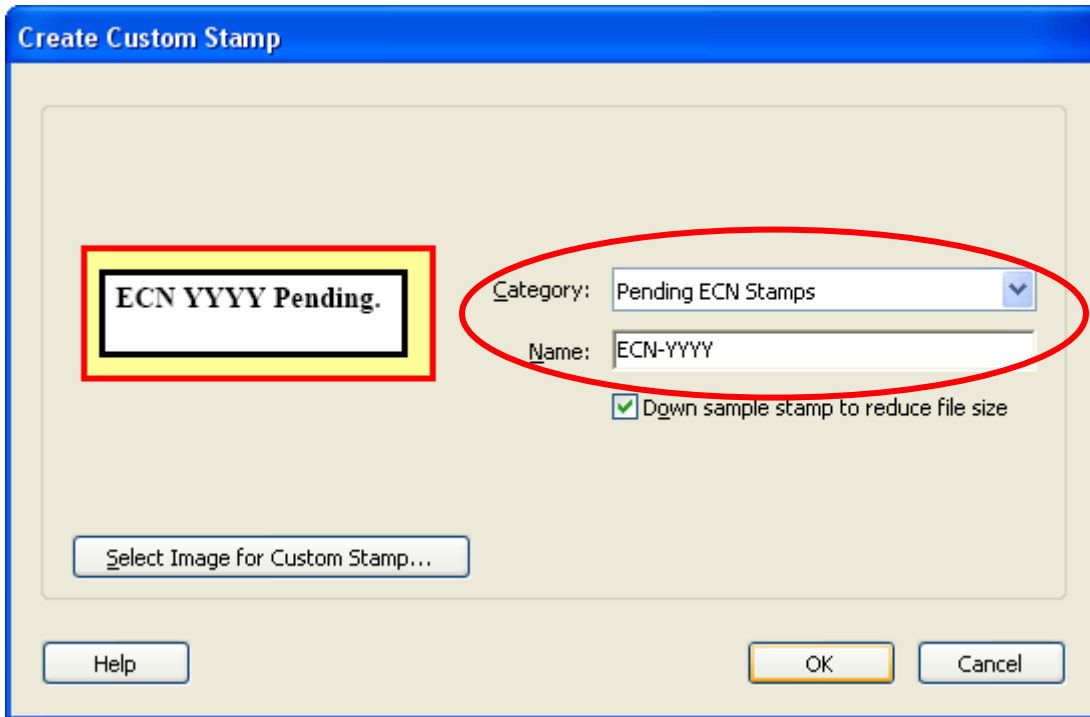 Create Custom Stamp
ECN YYYY Pending.
Category: Pending ECN Stamps
Name: ECN-YYYY
Down sample stamp to reduce file size
Select Image for Custom Stamp...
Help OK Cancel